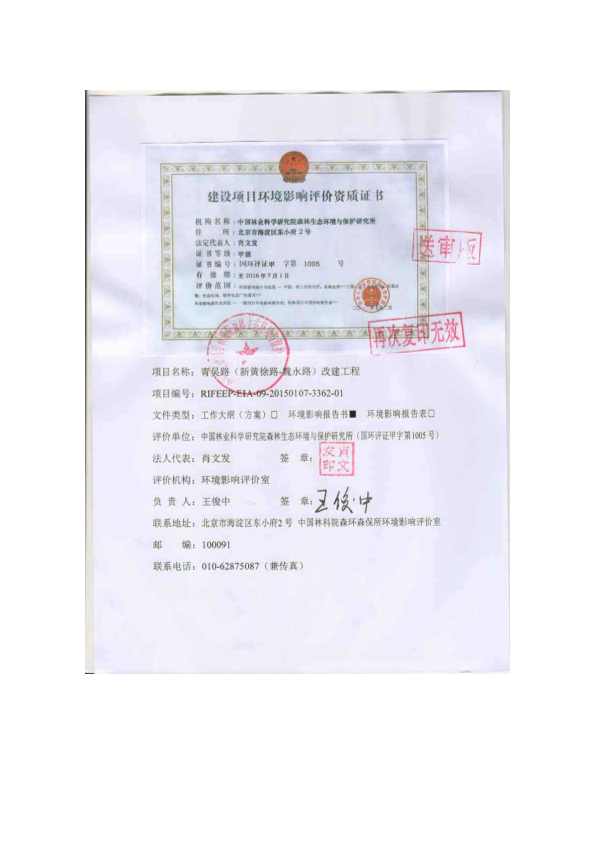 建设项目环境影响评价资质证书
机构名称：中国林业科学研究院森林生态环境与保护研究所
住　　所：北京市海淀区东小府2号
法定代表人：肖文发
证书等级：甲级
证书编号：国环评证甲　字第　1005　号
有 效 期：至2016年7月1日
评价范围：
送审版
再次复印无效
项目名称：青吴路（新黄徐路-魏永路）改建工程
项目编号：RIFEEP-EIA-09-20150107-3362-01
文件类型：工作大纲（方案）□　环境影响报告书■　环境影响报告表□
评价单位：中国林业科学研究院森林生态环境与保护研究所（国环评证甲字第1005号）
法人代表：肖文发　　签　章：
肖文发印
评价机构：环境影响评价室
负 责 人：王俊中　　签　章：王俊中
联系地址：北京市海淀区东小府2号 中国林科院森环森保所环境影响评价室
邮　　编：100091
联系电话：010-62875087（兼传真）